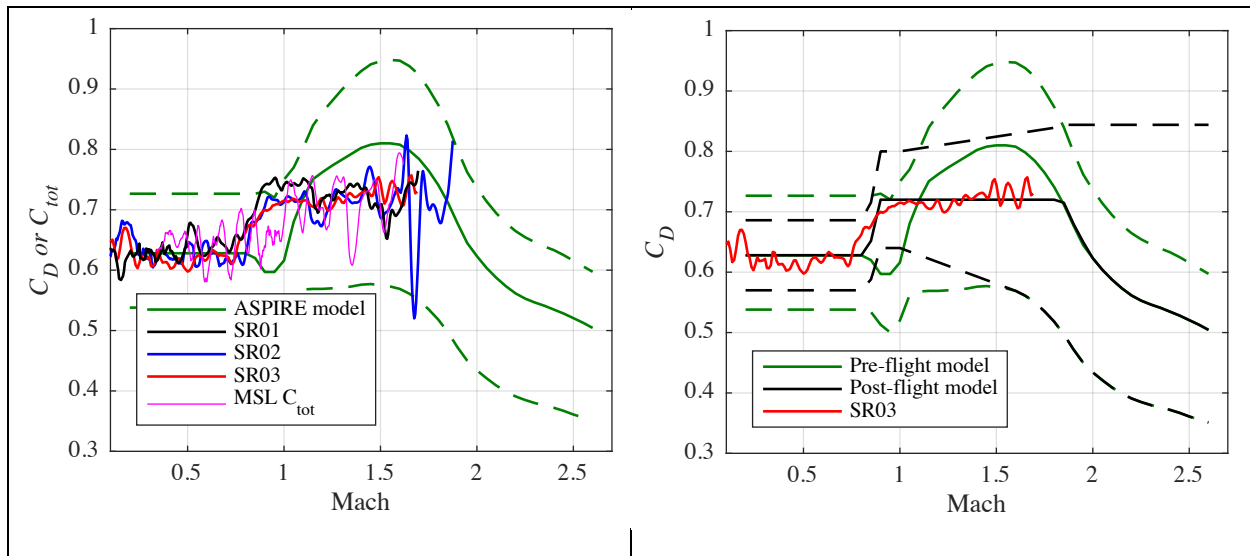 1
0.9
0.8
0.7
0.6
0.5
0.4
0.3
C_D or C_tot
ASPIRE model
SR01
SR02
SR03
MSL C_tot
0.5 1 1.5 2 2.5
Mach
1
0.9
0.8
0.7
0.6
0.5
0.4
0.3
C_D
Pre-flight model
Post-flight model
SR03
0.5 1 1.5 2 2.5
Mach